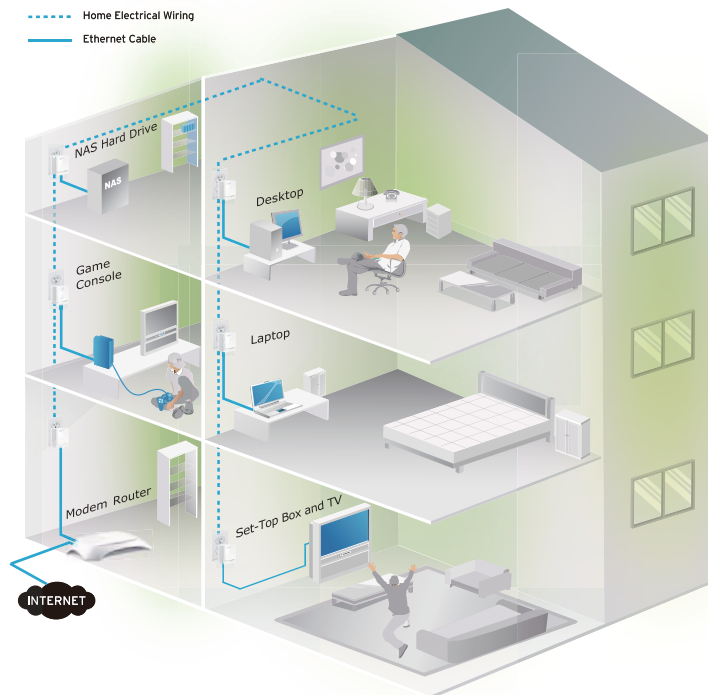 Home Electrical Wiring
Ethernet Cable
NAS Hard Drive
NAS
Desktop
Game
Console
Laptop
Modem Router
Set-Top Box and TV
INTERNET